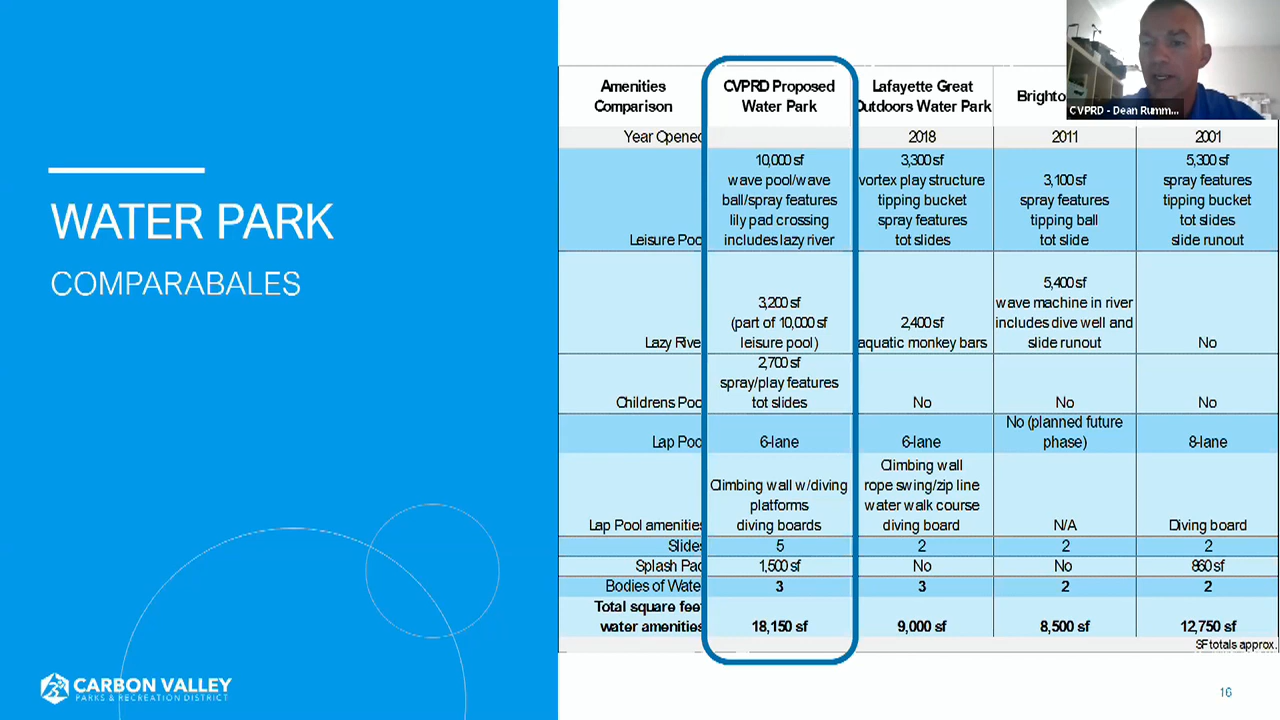 WATER PARK
COMPARABALES
CARBON VALLEY
PARKS & RECREATION DISTRICT
Amenities Comparison
CVPRD Proposed Water Park
Lafayette Great Outdoors Water Park
CVPRD - Dean Rumm...
Year Opened
2018
2011
2001
Leisure Poo
10,000 sf
wave pool/wave
ball/spray features
lily pad crossing
includes lazy river
3,300 sf
vortex play structure
tipping bucket
spray features
tot slides
3,100 sf
spray features
tipping ball
tot slide
5,300 sf
spray features
tipping bucket
tot slides
slide runout
Lazy River
3,200 sf
(part of 10,000 sf
leisure pool)
2,400 sf
aquatic monkey bars
5,400 sf
wave machine in river
includes dive well and
slide runout
No
Childrens Poo
2,700 sf
spray/play features
tot slides
No
No
No
Lap Poo
6-lane
6-lane
No (planned future
phase)
8-lane
Lap Pool amenities
Climbing wall w/diving
platforms
diving boards
Climbing wall
rope swing/zip line
water walk course
diving board
N/A
Diving board
Slides
5
2
2
2
Splash Pad
1,500 sf
No
No
860 sf
Bodies of Water
3
3
2
2
Total square feet
water amenities
18,150 sf
9,000 sf
8,500 sf
12,750 sf
SF totals approx.
16